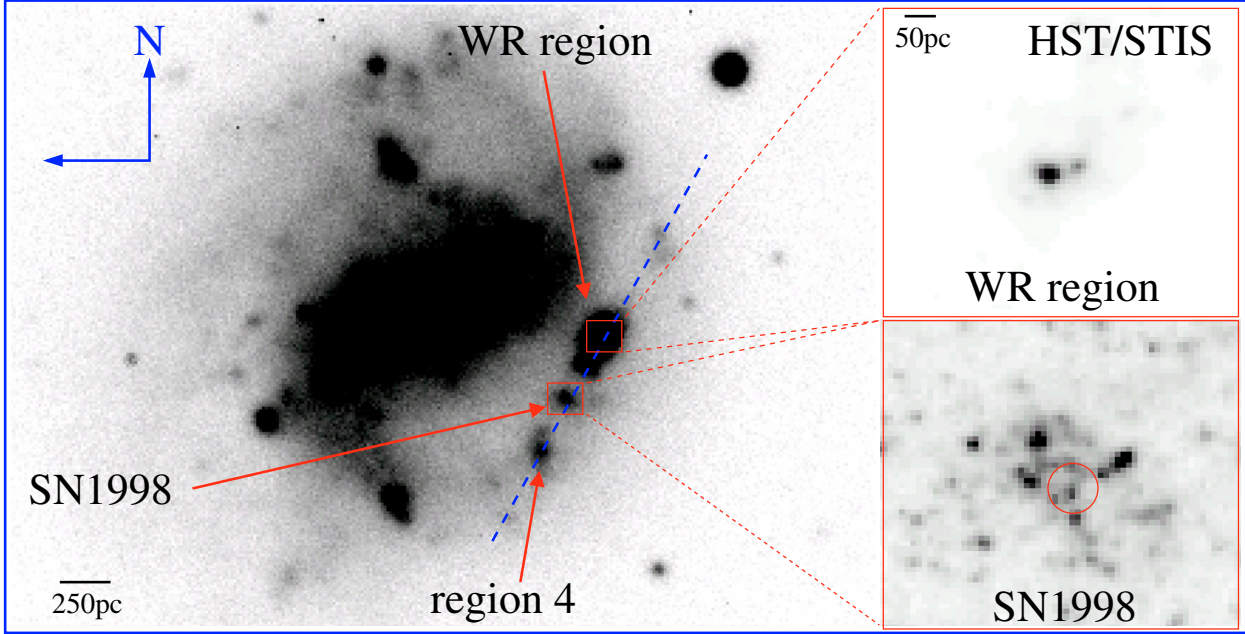 N
WR region
SN1998
region 4
250pc
50pc
HST/STIS
WR region
SN1998